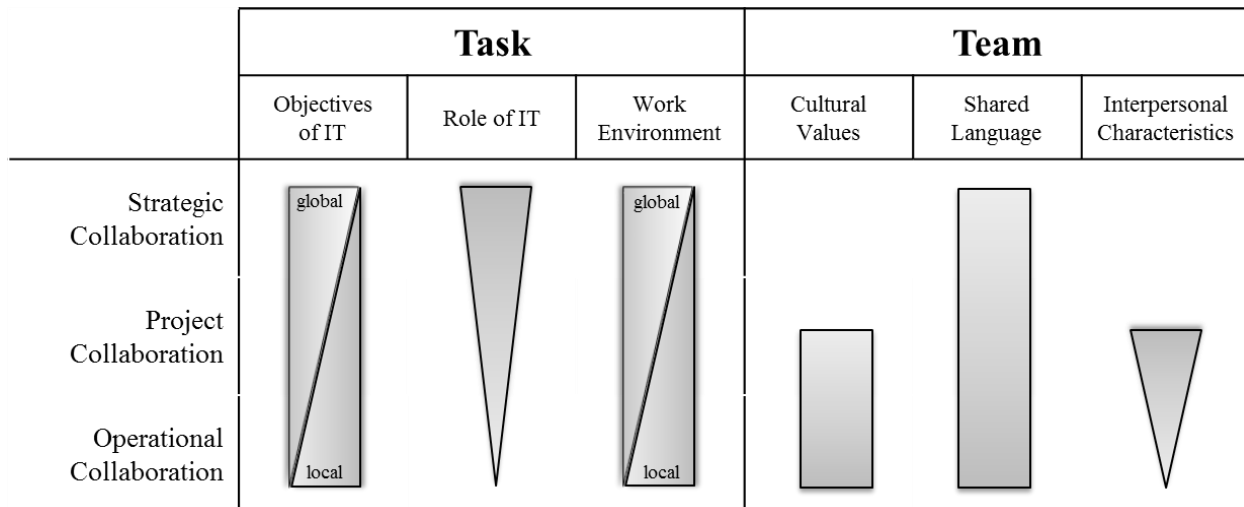 Task
Team
Objectives
of IT
Role of IT
Work
Environment
Cultural
Values
Shared
Language
Interpersonal
Characteristics
Strategic
Collaboration
global
global
Project
Collaboration
Operational
Collaboration
local
local